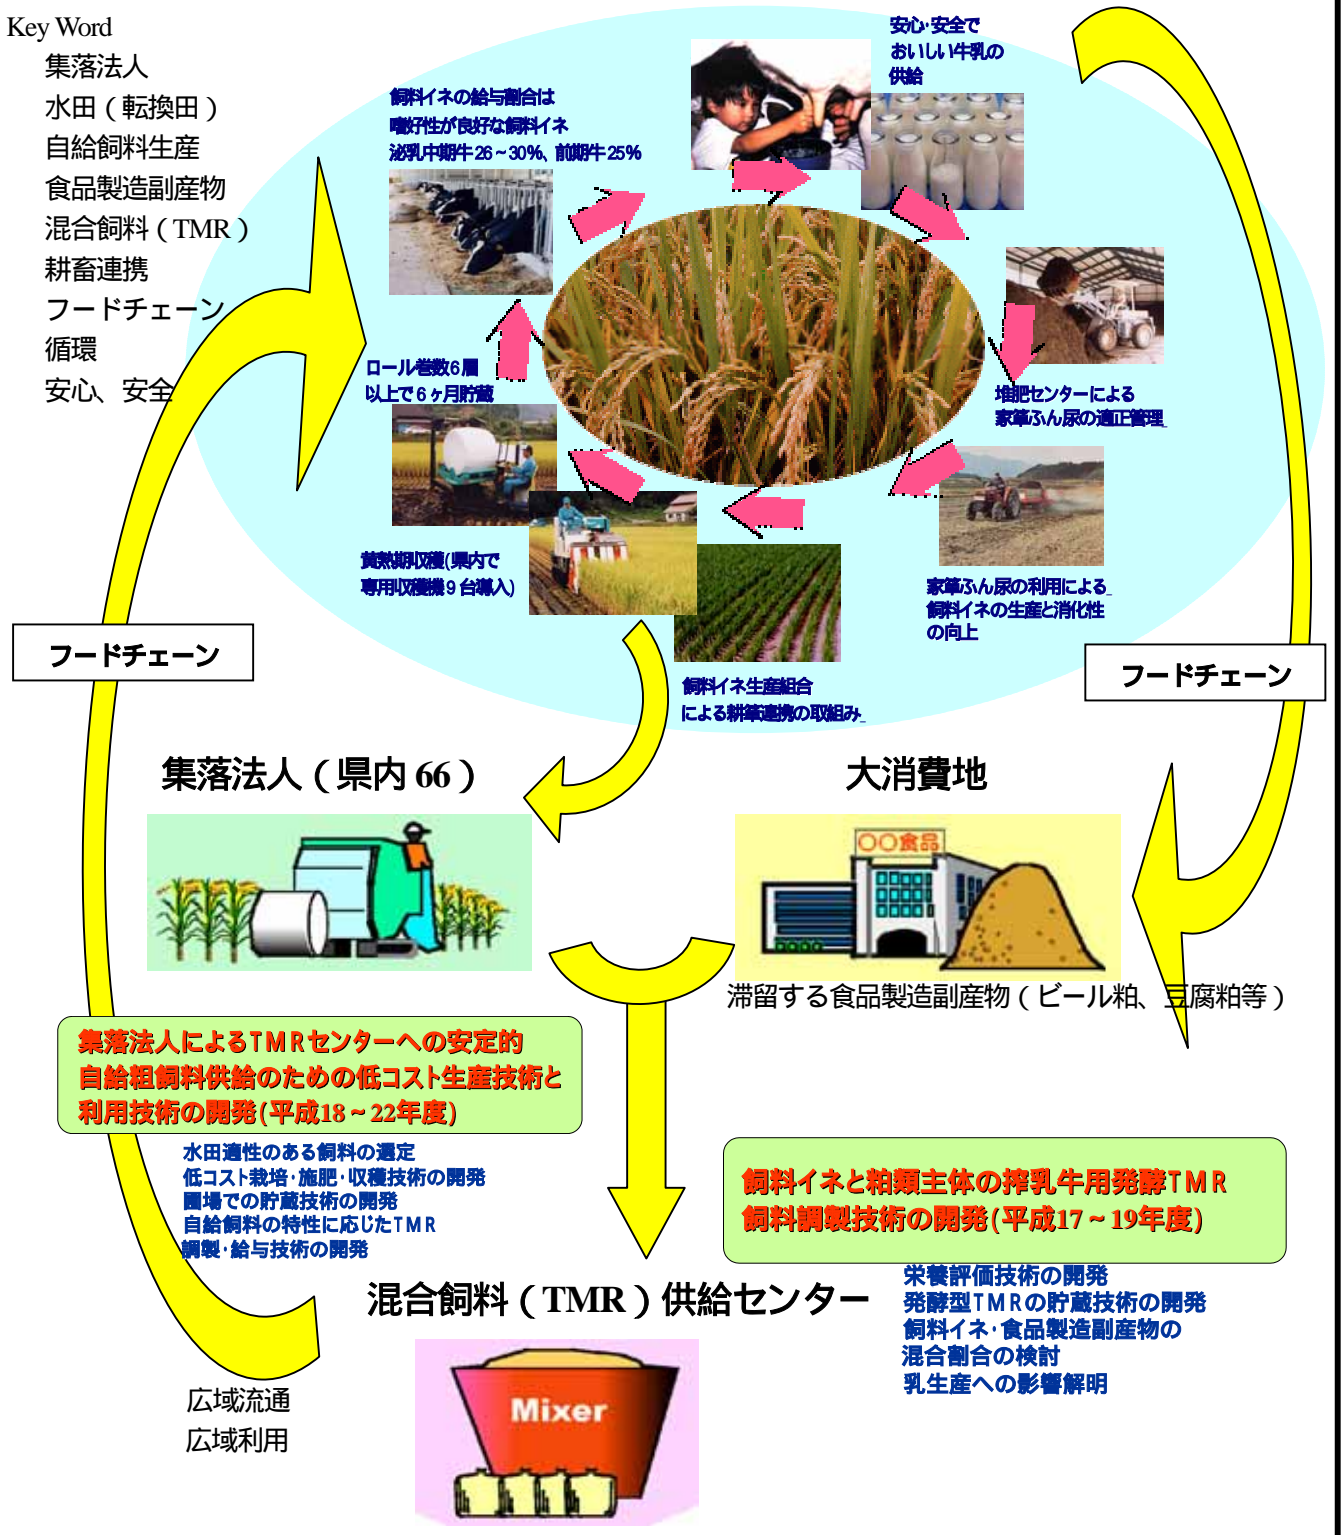 Key Word
集落法人
水田（転換田）
自給飼料生産
食品製造副産物
混合飼料（TMR）
耕畜連携
フードチェーン
循環
安心、安全
安心・安全で
おいしい牛乳の
供給
飼料イネの給与割合は
嗜好性が良好な飼料イネ
泌乳中期牛26～30%、前期牛25%
ロール巻数6層
以上で6ヶ月貯蔵
堆肥センターによる
家畜ふん尿の適正管理
黄熟期収穫(県内で
専用収穫機9台導入)
家畜ふん尿の利用による
飼料イネの生産と消化性
の向上
飼料イネ生産組合
による耕畜連携の取組み
フードチェーン
フードチェーン
集落法人（県内66）
大消費地
〇〇食品
滞留する食品製造副産物（ビール粕、豆腐粕等）
集落法人によるTMRセンターへの安定的
自給粗飼料供給のための低コスト生産技術と
利用技術の開発(平成18～22年度)
水田適性のある飼料の選定
低コスト栽培・施肥・収穫技術の開発
圃場での貯蔵技術の開発
自給飼料の特性に応じたTMR
調製・給与技術の開発
飼料イネと粕類主体の搾乳牛用発酵TMR
飼料調製技術の開発(平成17～19年度)
栄養評価技術の開発
発酵型TMRの貯蔵技術の開発
飼料イネ・食品製造副産物の
混合割合の検討
乳生産への影響解明
混合飼料（TMR）供給センター
Mixer
広域流通
広域利用